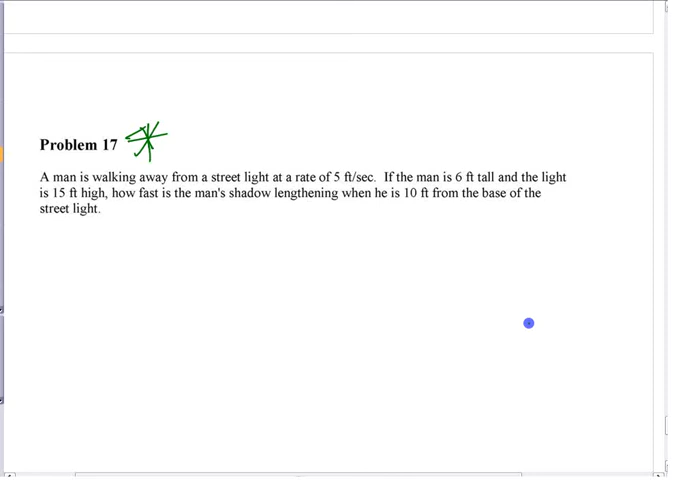 Problem 17
A man is walking away from a street light at a rate of 5 ft/sec. If the man is 6 ft tall and the light
is 15 ft high, how fast is the man's shadow lengthening when he is 10 ft from the base of the
street light.